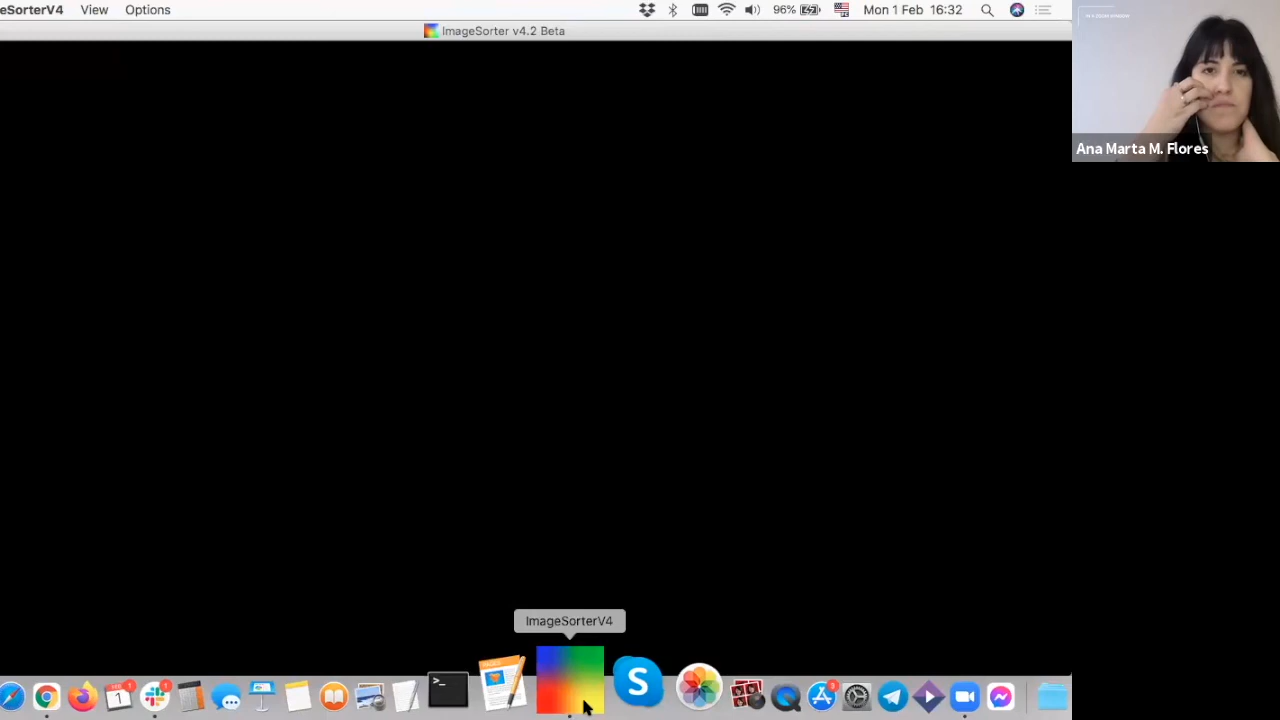 eSorterV4 View Options 96% Mon 1 Feb 16:32
ImageSorter v4.2 Beta
Ana Marta M. Flores
ImageSorterV4